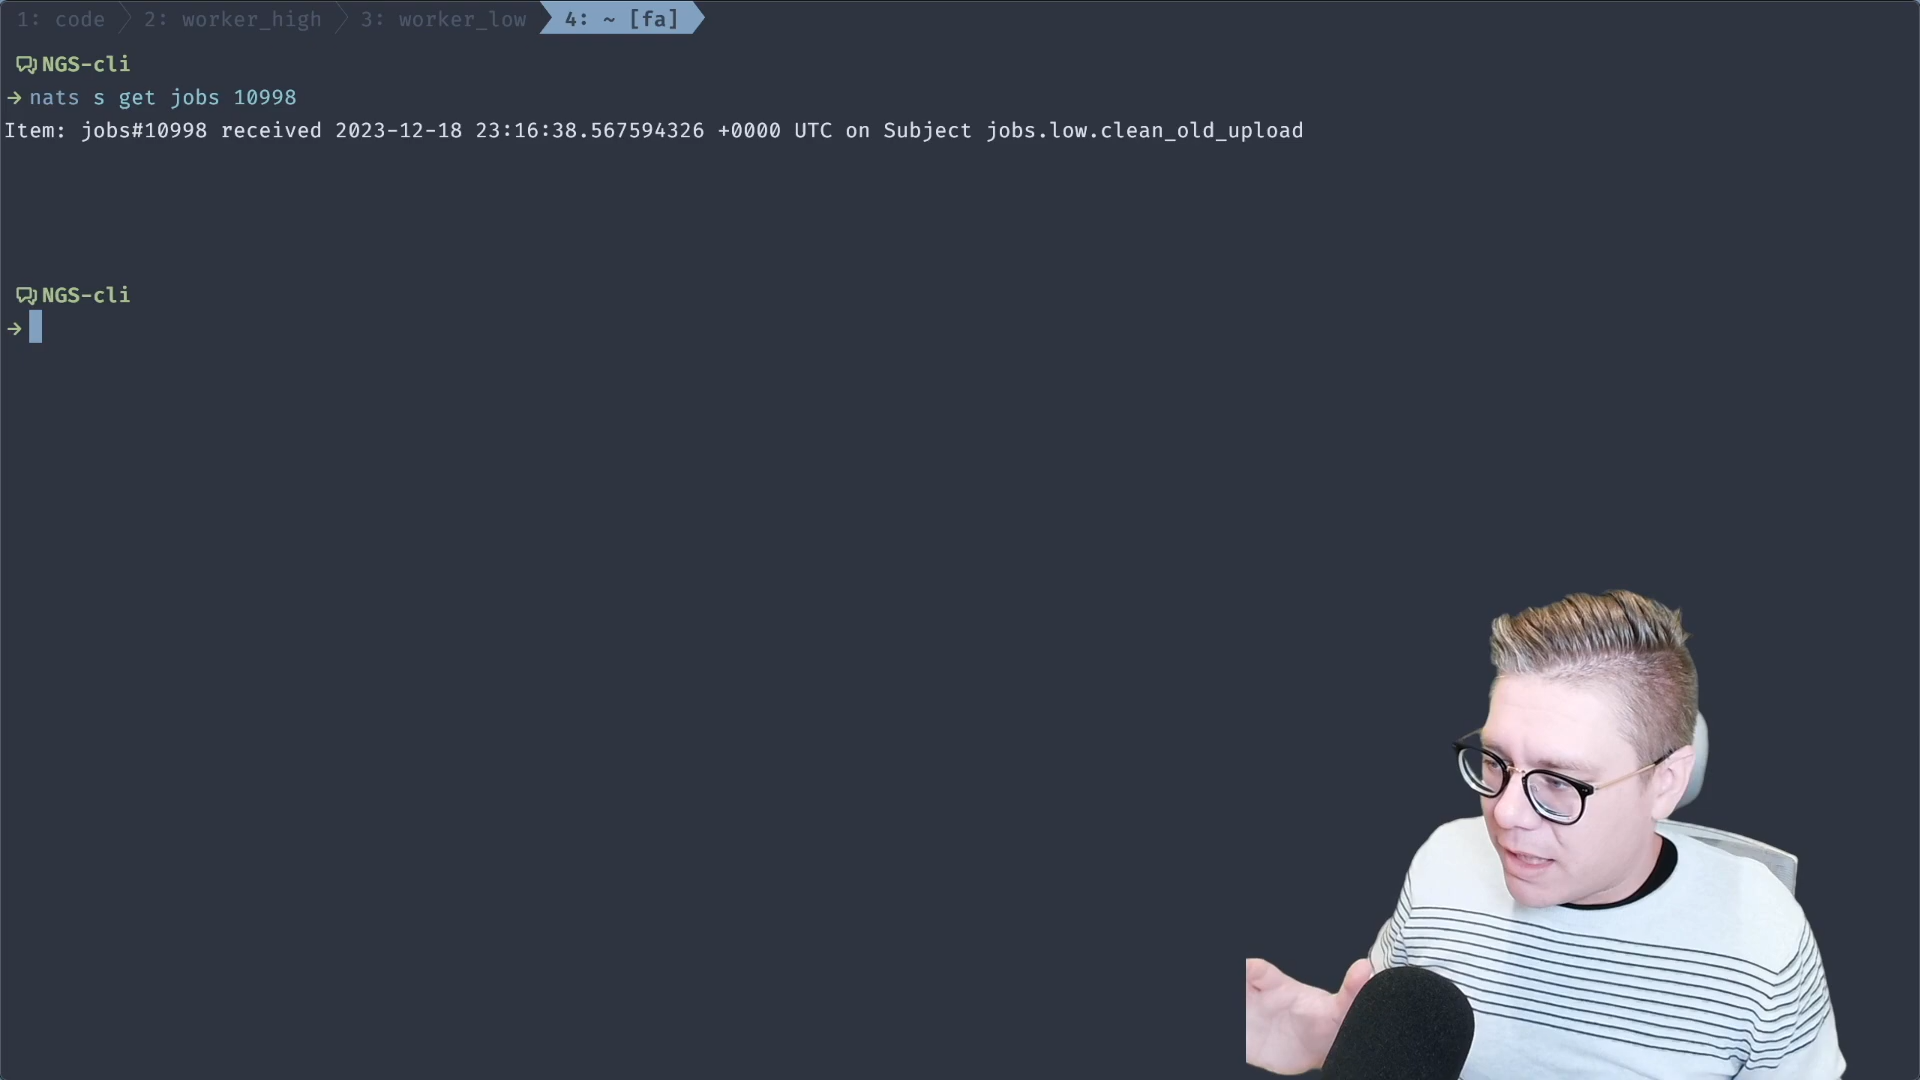 1: code 2: worker_high 3: worker_low 4: ~ [fa]
NGS-cli
→ nats s get jobs 10998
Item: jobs#10998 received 2023-12-18 23:16:38.567594326 +0000 UTC on Subject jobs.low.clean_old_upload
NGS-cli
→